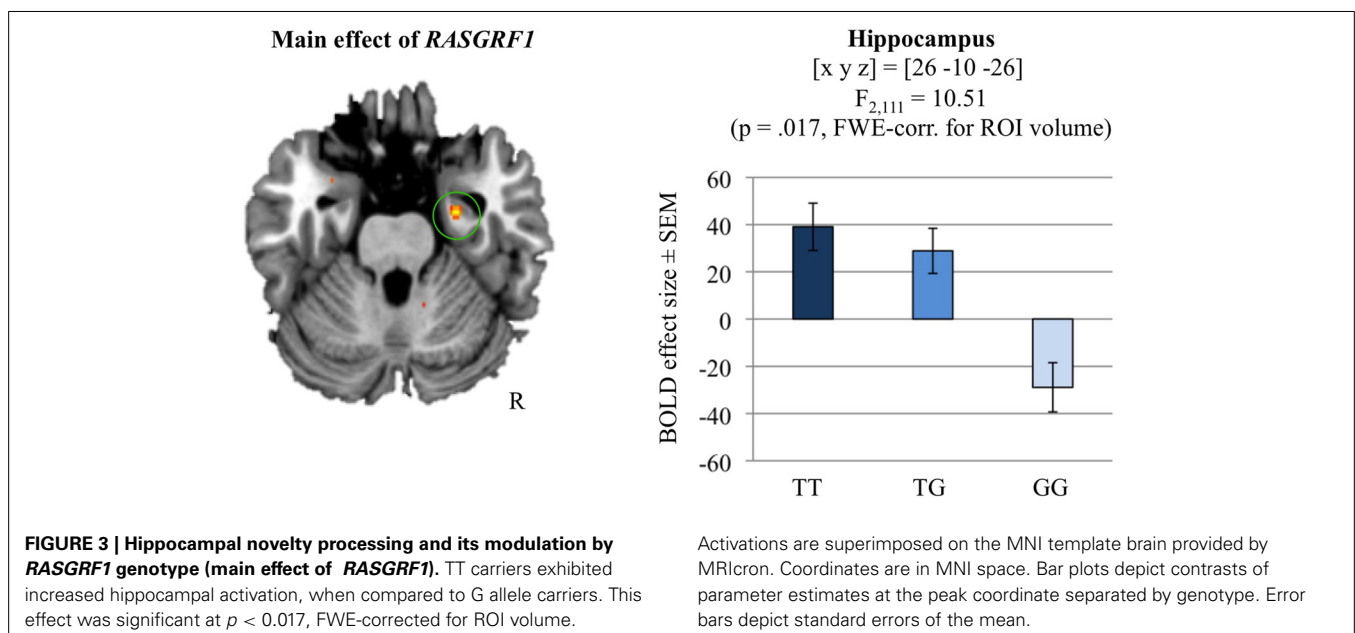 Main effect of RASGRF1
R
Hippocampus
[x y z] = [26 -10 -26]
F2,111 = 10.51
(p = .017, FWE-corr. for ROI volume)
BOLD effect size ± SEM
60
40
20
0
-20
-40
-60
TT TG GG
FIGURE 3 | Hippocampal novelty processing and its modulation by
RASGRF1 genotype (main effect of RASGRF1). TT carriers exhibited
increased hippocampal activation, when compared to G allele carriers. This
effect was significant at p < 0.017, FWE-corrected for ROI volume.
Activations are superimposed on the MNI template brain provided by
MRIcron. Coordinates are in MNI space. Bar plots depict contrasts of
parameter estimates at the peak coordinate separated by genotype. Error
bars depict standard errors of the mean.